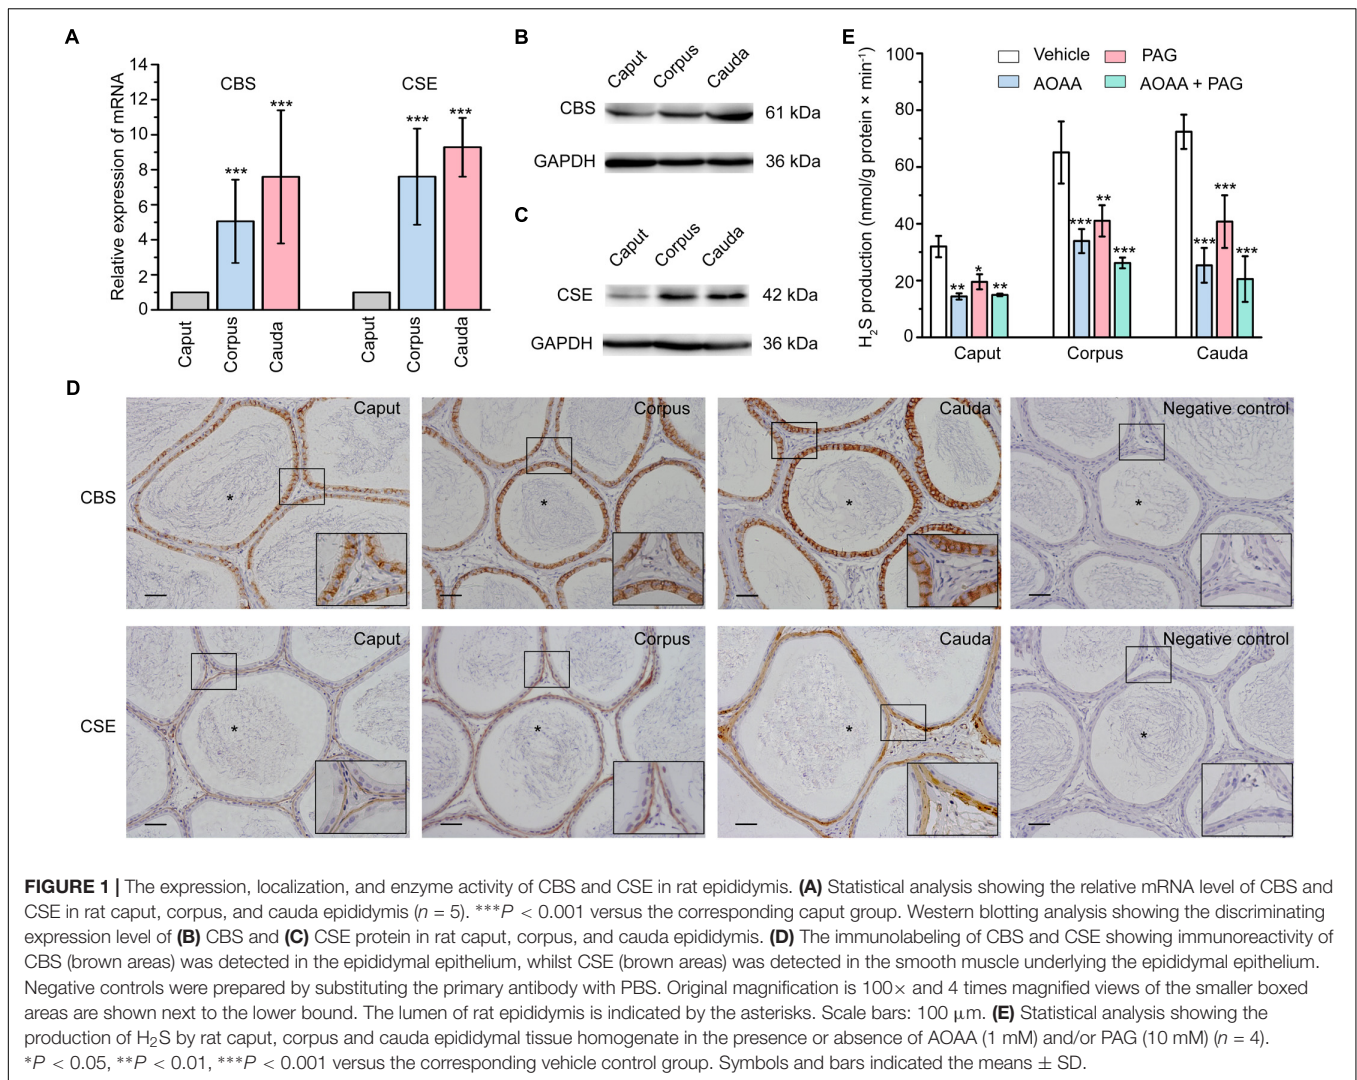 A
Relative expression of mRNA
14
12
10
8
6
4
2
0
CBS
CSE
***
***
***
***
Caput
Corpus
Cauda
Caput
Corpus
Cauda
B
Caput
Corpus
Cauda
CBS
61 kDa
GAPDH
36 kDa
C
Caput
Corpus
Cauda
CSE
42 kDa
GAPDH
36 kDa
E
H₂S production (nmol/g protein × min⁻¹)
100
80
60
40
20
0
Vehicle
PAG
AOAA
AOAA + PAG
**
*
**
***
**
***
***
***
***
Caput
Corpus
Cauda
D
CBS
Caput
*
Corpus
*
Cauda
*
Negative control
*
CSE
Caput
*
Corpus
*
Cauda
*
Negative control
*
FIGURE 1 | The expression, localization, and enzyme activity of CBS and CSE in rat epididymis. (A) Statistical analysis showing the relative mRNA level of CBS and
CSE in rat caput, corpus, and cauda epididymis (n = 5). ***P < 0.001 versus the corresponding caput group. Western blotting analysis showing the discriminating
expression level of (B) CBS and (C) CSE protein in rat caput, corpus, and cauda epididymis. (D) The immunolabeling of CBS and CSE showing immunoreactivity of
CBS (brown areas) was detected in the epididymal epithelium, whilst CSE (brown areas) was detected in the smooth muscle underlying the epididymal epithelium.
Negative controls were prepared by substituting the primary antibody with PBS. Original magnification is 100× and 4 times magnified views of the smaller boxed
areas are shown next to the lower bound. The lumen of rat epididymis is indicated by the asterisks. Scale bars: 100 μm. (E) Statistical analysis showing the
production of H₂S by rat caput, corpus and cauda epididymal tissue homogenate in the presence or absence of AOAA (1 mM) and/or PAG (10 mM) (n = 4).
*P < 0.05, **P < 0.01, ***P < 0.001 versus the corresponding vehicle control group. Symbols and bars indicated the means ± SD.